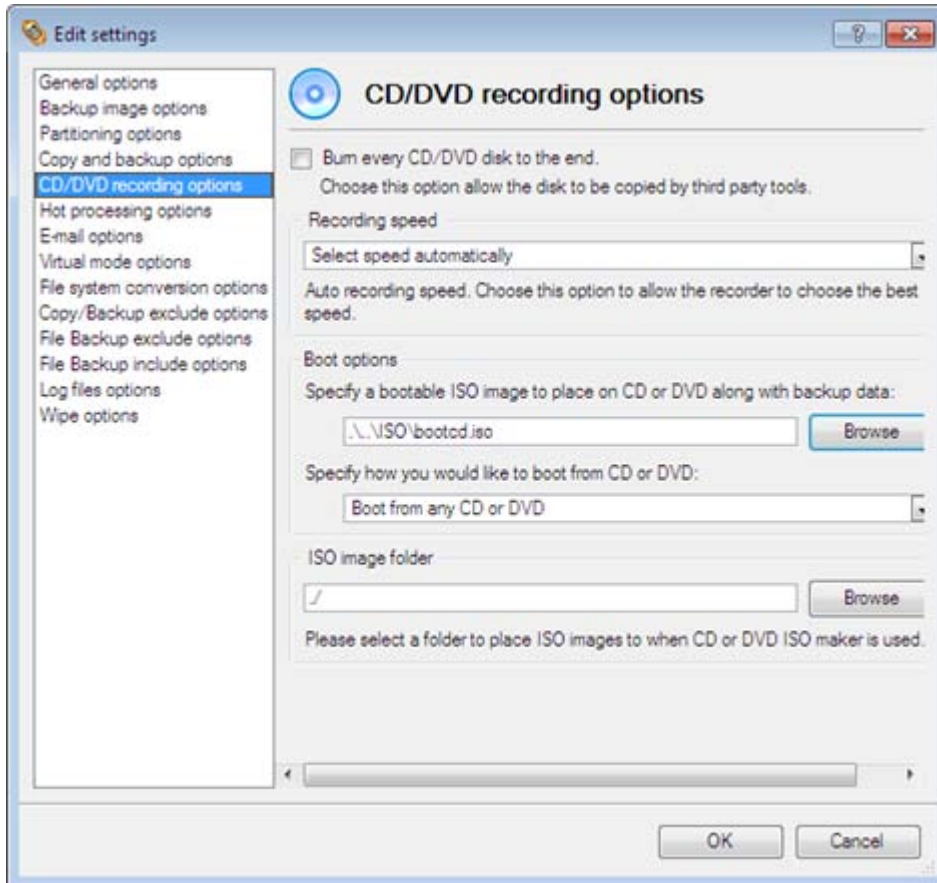 Edit settings
General options
Backup image options
Partitioning options
Copy and backup options
CD/DVD recording options
Hot processing options
E-mail options
Virtual mode options
File system conversion options
Copy/Backup exclude options
File Backup exclude options
File Backup include options
Log files options
Wipe options
CD/DVD recording options
Burn every CD/DVD disk to the end.
Choose this option allow the disk to be copied by third party tools.
Recording speed
Select speed automatically
Auto recording speed. Choose this option to allow the recorder to choose the best
speed.
Boot options
Specify a bootable ISO image to place on CD or DVD along with backup data:
.\..\ISO\bootcd.iso
Browse
Specify how you would like to boot from CD or DVD:
Boot from any CD or DVD
ISO image folder
./
Browse
Please select a folder to place ISO images to when CD or DVD ISO maker is used.
OK
Cancel